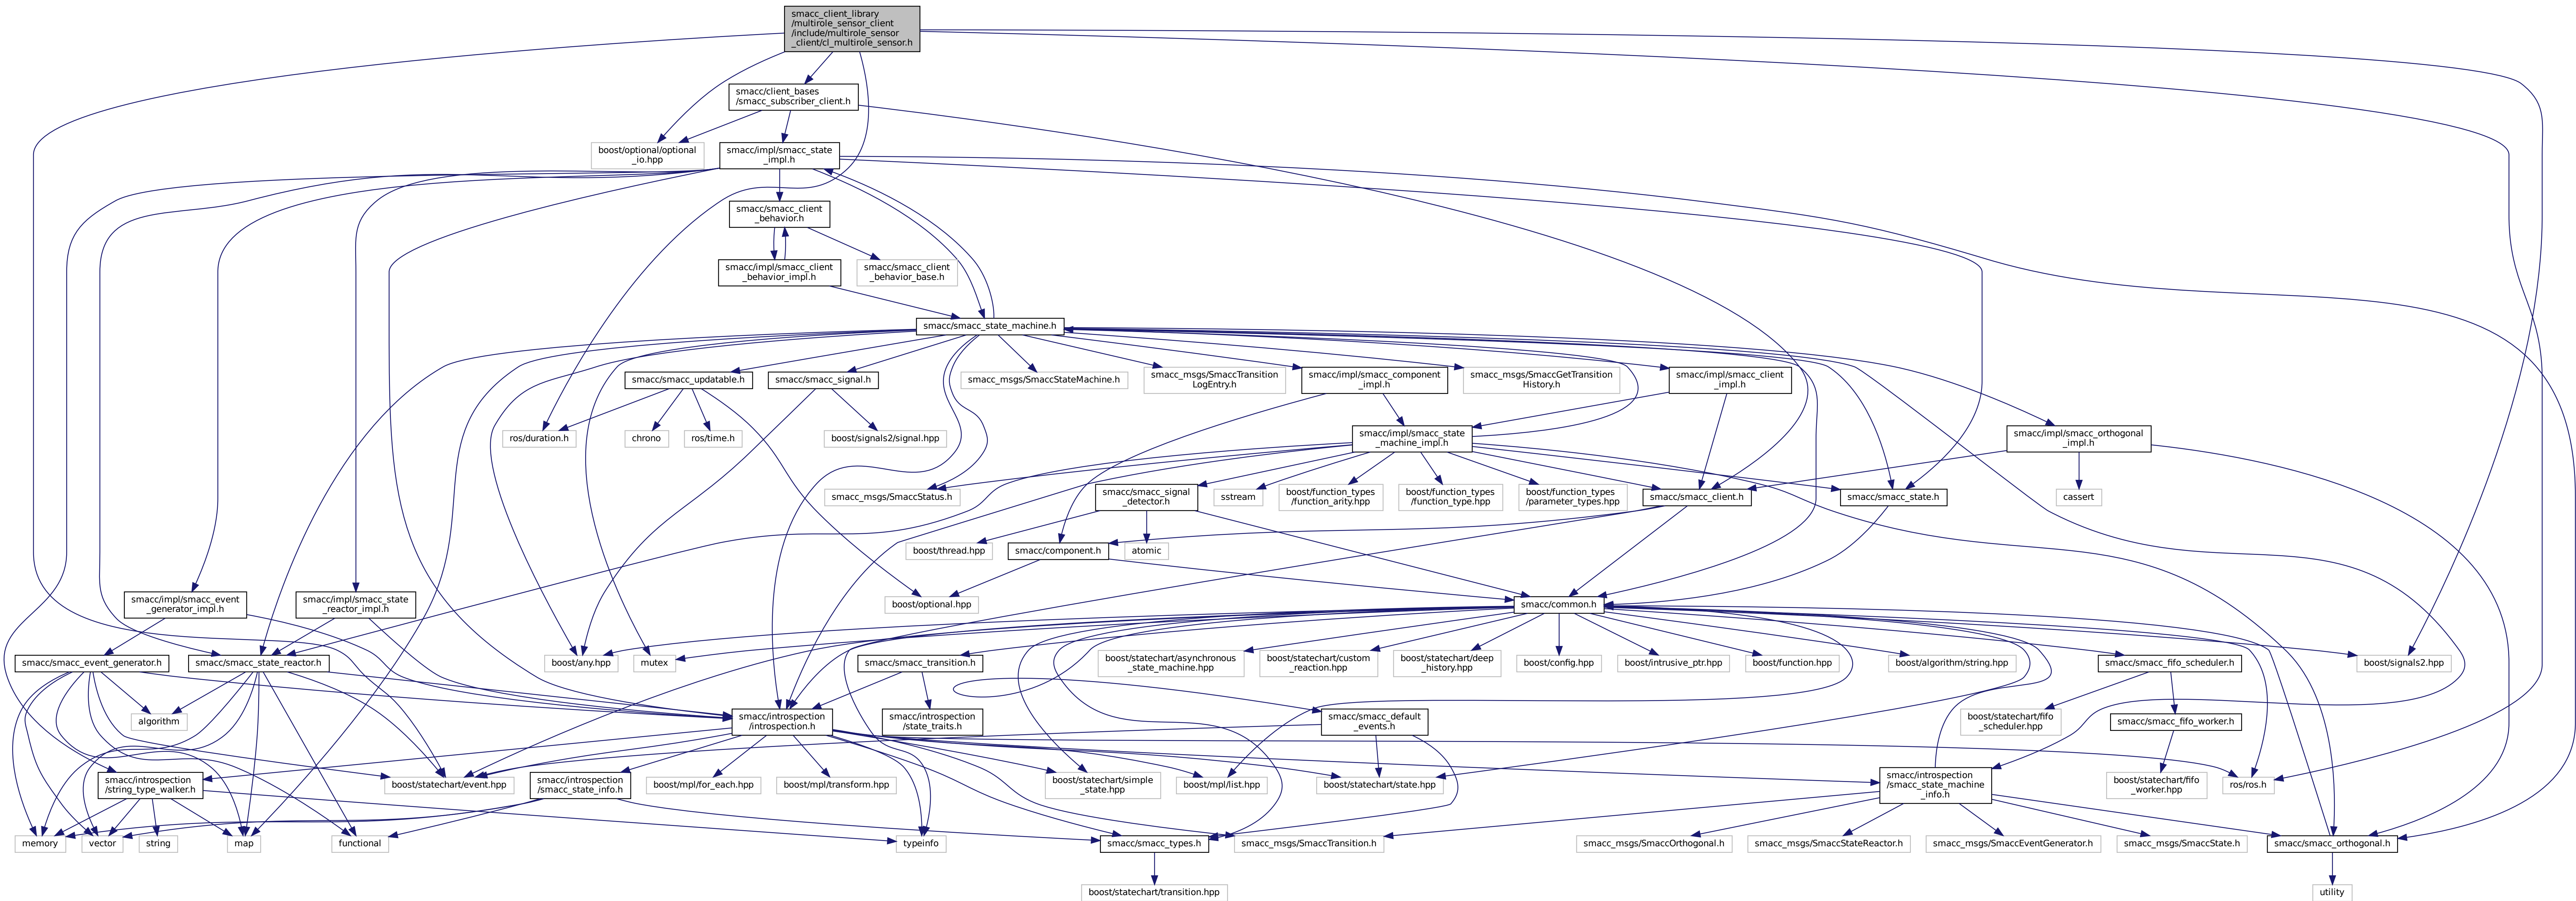 smacc_client_library
/multirole_sensor_client
/include/multirole_sensor
_client/cl_multirole_sensor.h
smacc/client_bases
/smacc_subscriber_client.h
boost/optional/optional
_io.hpp
smacc/impl/smacc_state
_impl.h
smacc/smacc_client
_behavior.h
smacc/impl/smacc_client
_behavior_impl.h
smacc/smacc_client
_behavior_base.h
smacc/smacc_state_machine.h
smacc/smacc_updatable.h
smacc/smacc_signal.h
smacc_msgs/SmaccStateMachine.h
smacc_msgs/SmaccTransition
LogEntry.h
smacc/impl/smacc_component
_impl.h
smacc_msgs/SmaccGetTransition
History.h
smacc/impl/smacc_client
_impl.h
ros/duration.h
chrono
ros/time.h
boost/signals2/signal.hpp
smacc/impl/smacc_state
_machine_impl.h
smacc/impl/smacc_orthogonal
_impl.h
smacc_msgs/SmaccStatus.h
smacc/smacc_signal
_detector.h
sstream
boost/function_types
/function_arity.hpp
boost/function_types
/function_type.hpp
boost/function_types
/parameter_types.hpp
smacc/smacc_client.h
smacc/smacc_state.h
cassert
boost/thread.hpp
smacc/component.h
atomic
smacc/impl/smacc_event
_generator_impl.h
smacc/impl/smacc_state
_reactor_impl.h
boost/optional.hpp
smacc/common.h
smacc/smacc_event_generator.h
smacc/smacc_state_reactor.h
boost/any.hpp
mutex
smacc/smacc_transition.h
boost/statechart/asynchronous
_state_machine.hpp
boost/statechart/custom
_reaction.hpp
boost/statechart/deep
_history.hpp
boost/config.hpp
boost/intrusive_ptr.hpp
boost/function.hpp
boost/algorithm/string.hpp
smacc/smacc_fifo_scheduler.h
boost/signals2.hpp
algorithm
smacc/introspection
/introspection.h
smacc/introspection
/state_traits.h
smacc/smacc_default
_events.h
boost/statechart/fifo
_scheduler.hpp
smacc/smacc_fifo_worker.h
smacc/introspection
/string_type_walker.h
boost/statechart/event.hpp
smacc/introspection
/smacc_state_info.h
boost/mpl/for_each.hpp
boost/mpl/transform.hpp
boost/statechart/simple
_state.hpp
boost/mpl/list.hpp
boost/statechart/state.hpp
smacc/introspection
/smacc_state_machine
_info.h
boost/statechart/fifo
_worker.hpp
ros/ros.h
memory
vector
string
map
functional
typeinfo
smacc/smacc_types.h
smacc_msgs/SmaccTransition.h
smacc_msgs/SmaccOrthogonal.h
smacc_msgs/SmaccStateReactor.h
smacc_msgs/SmaccEventGenerator.h
smacc_msgs/SmaccState.h
smacc/smacc_orthogonal.h
boost/statechart/transition.hpp
utility